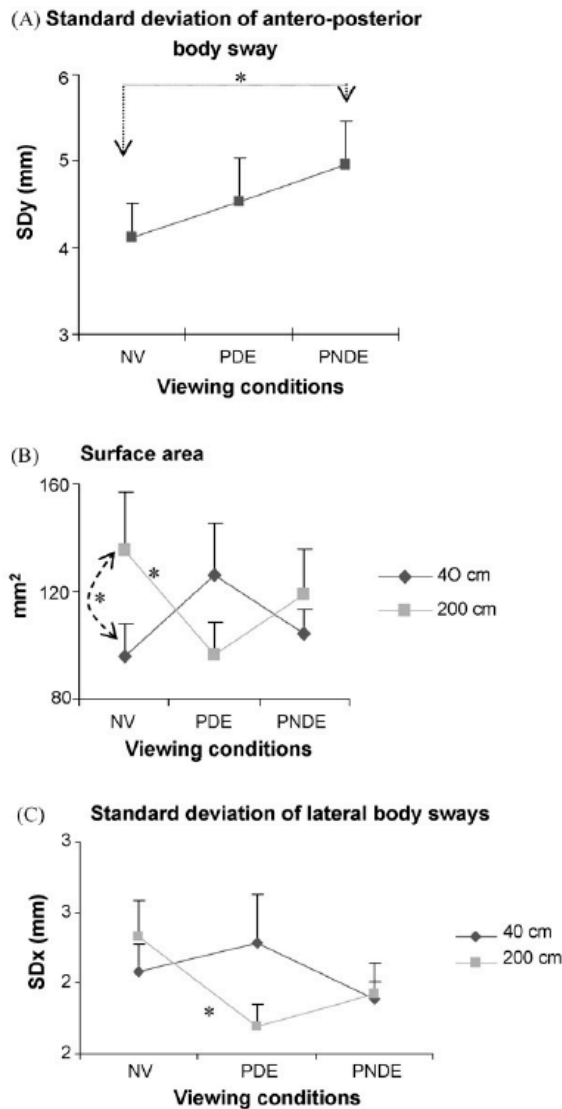 (A) Standard deviation of antero-posterior
body sway
6
*
5
SDy (mm)
4
3
NV PDE PNDE
Viewing conditions
(B) Surface area
160
*
mm²
120
*
40 cm
200 cm
80
NV PDE PNDE
Viewing conditions
(C) Standard deviation of lateral body sways
3
3
SDx (mm)
40 cm
200 cm
2
*
2
NV PDE PNDE
Viewing conditions